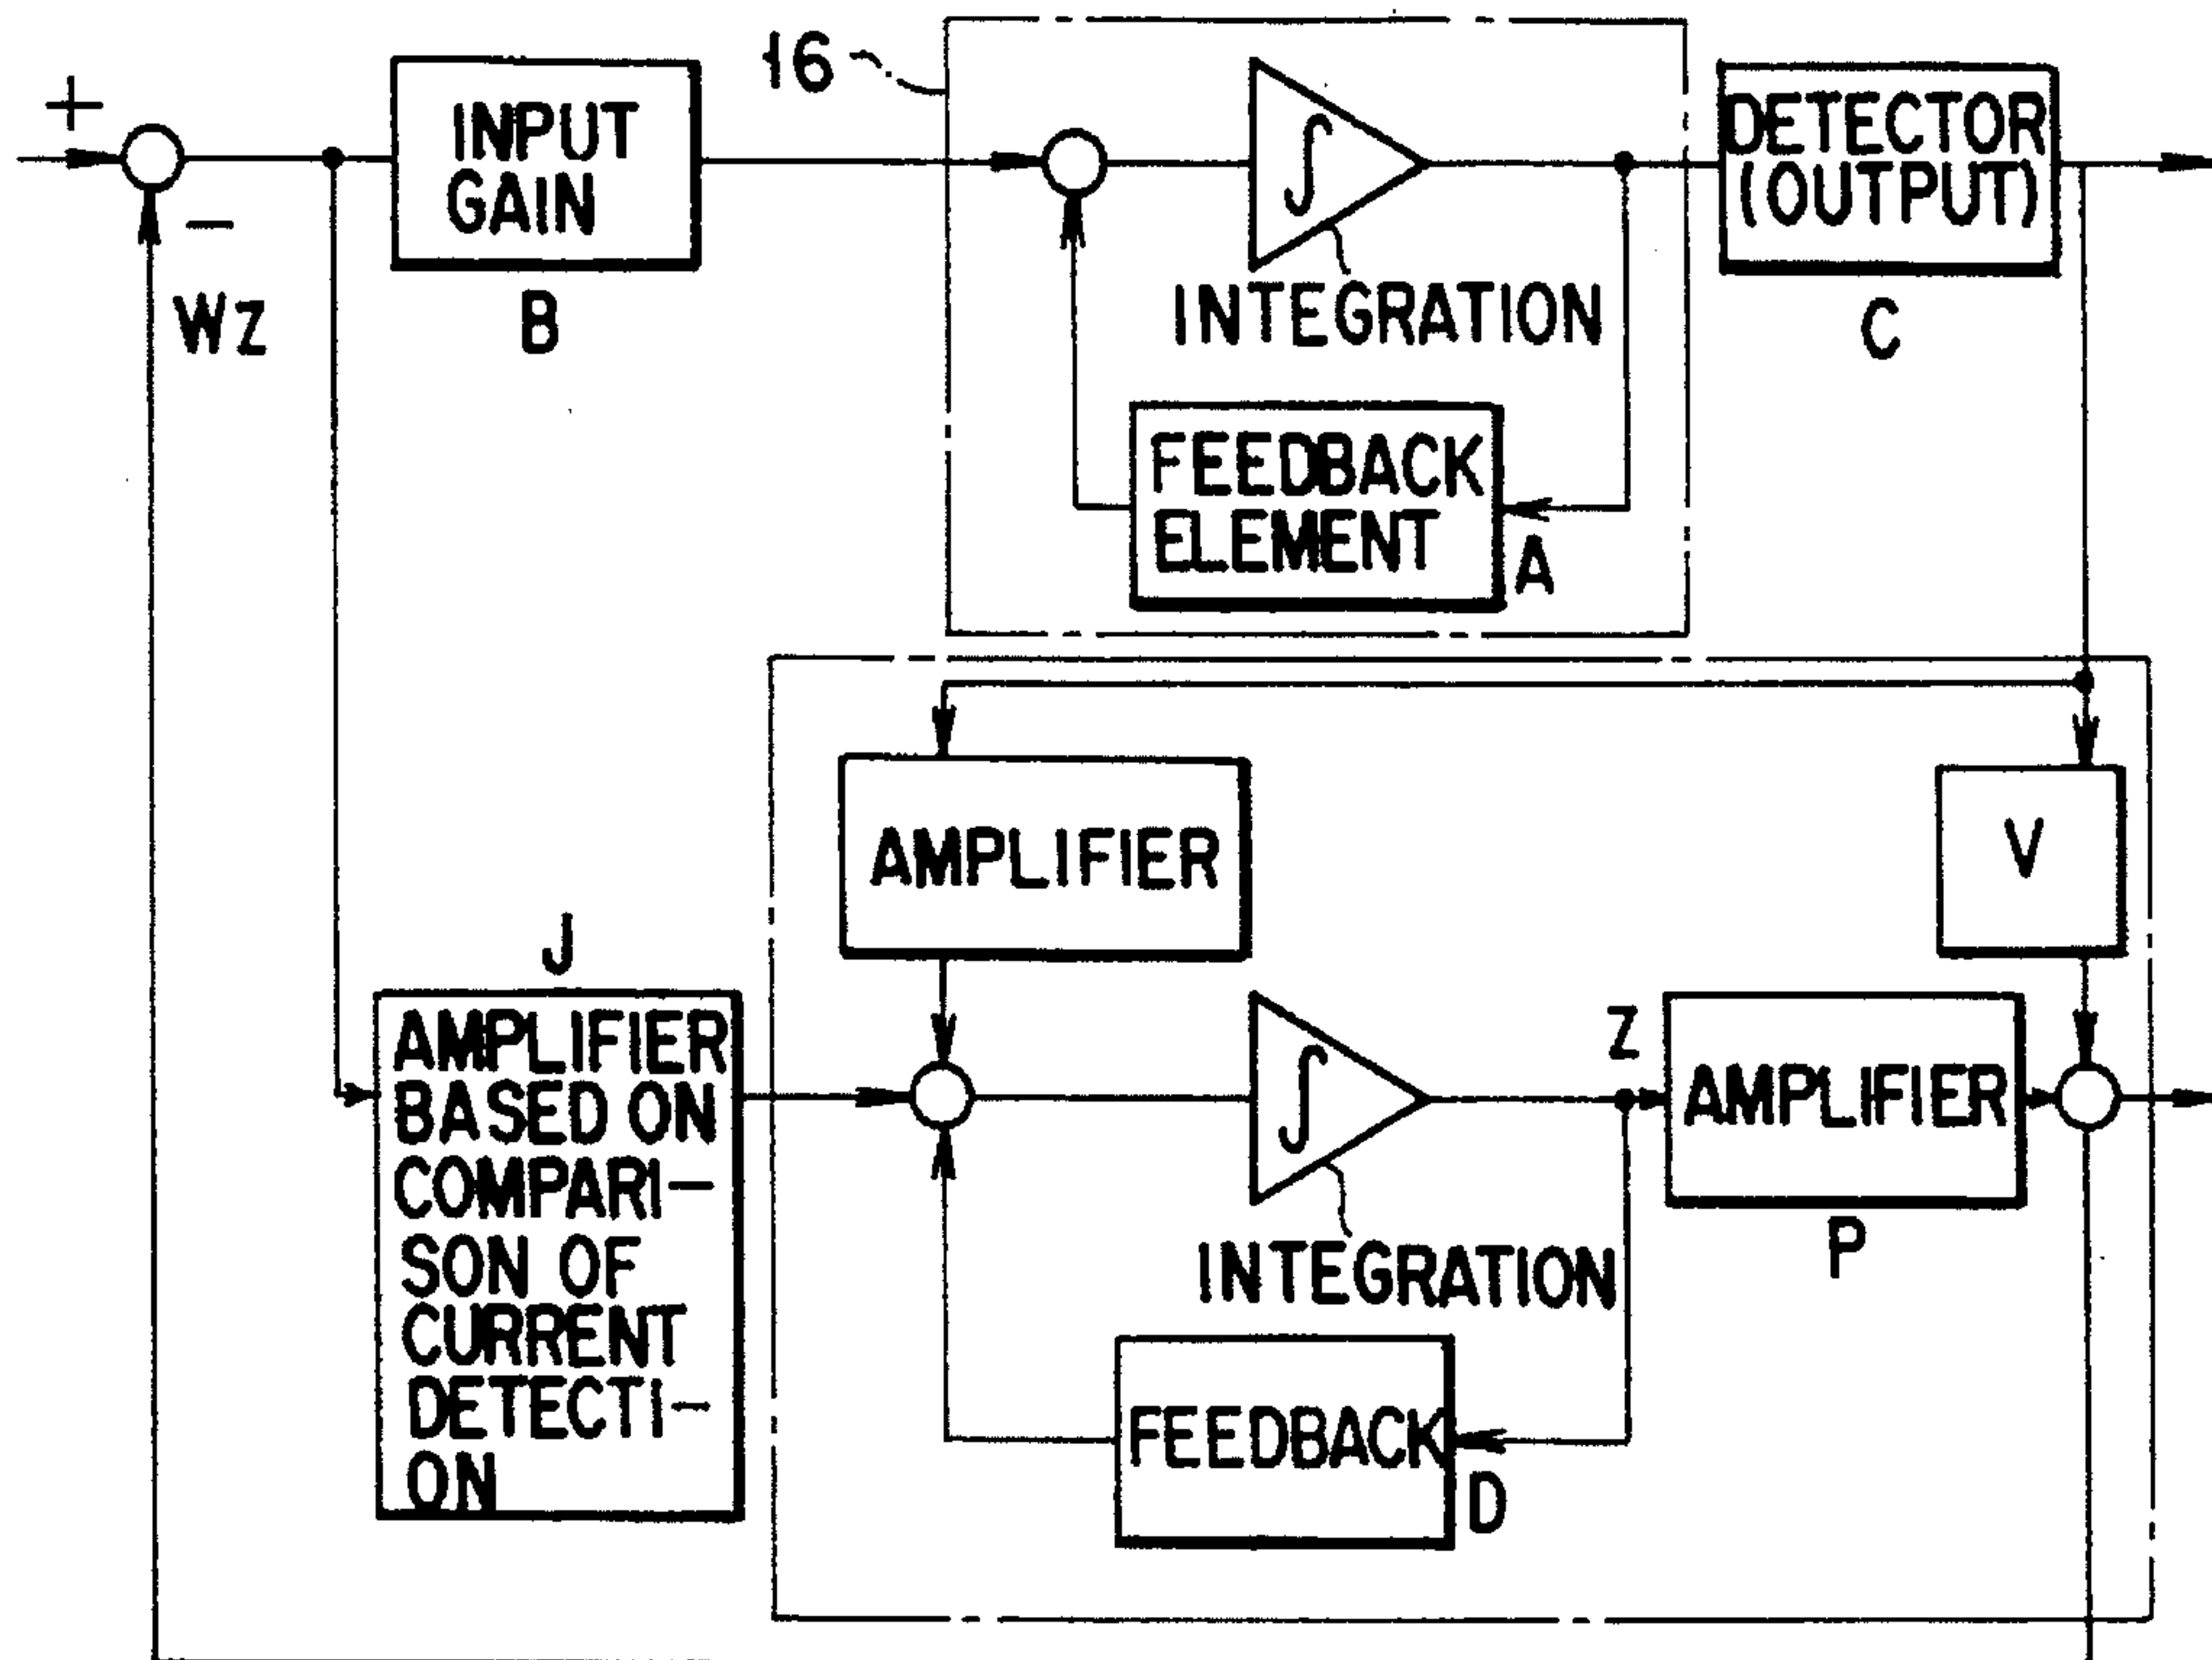 +
−
WZ
INPUT
GAIN
B
16
∫
INTEGRATION
FEEDBACK
ELEMENT
A
DETECTOR
(OUTPUT)
C
AMPLIFIER
V
J
AMPLIFIER
BASED ON
COMPARI-
SON OF
CURRENT
DETECTI-
ON
∫
INTEGRATION
Z
AMPLIFIER
P
FEEDBACK
D